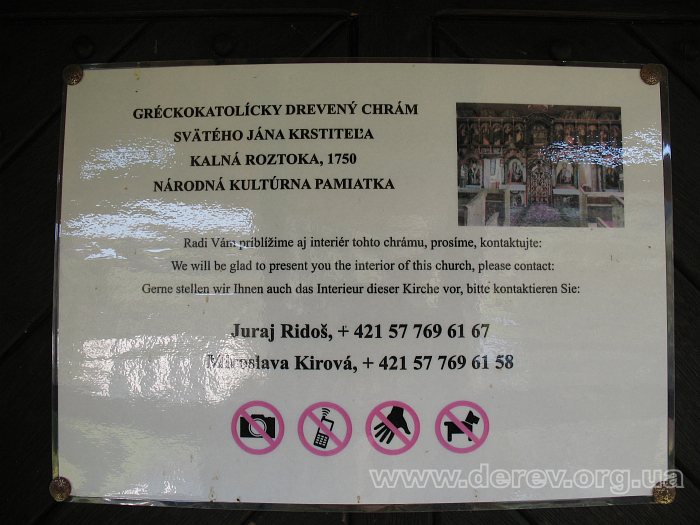 GRÉCKOKATOLÍCKY DREVENÝ CHRÁM
SVÄTÉHO JÁNA KRSTITEĽA
KALNÁ ROZTOKA, 1750
NÁRODNÁ KULTÚRNA PAMIATKA
Radi Vám priblížime aj interiér tohto chrámu, prosíme, kontaktujte:
We will be glad to present you the interior of this church, please contact:
Gerne stellen wir Ihnen auch das Interieur dieser Kirche vor, bitte kontaktieren Sie:
Juraj Ridoš, + 421 57 769 61 67
Miroslava Kirová, + 421 57 769 61 58
www.derev.org.ua